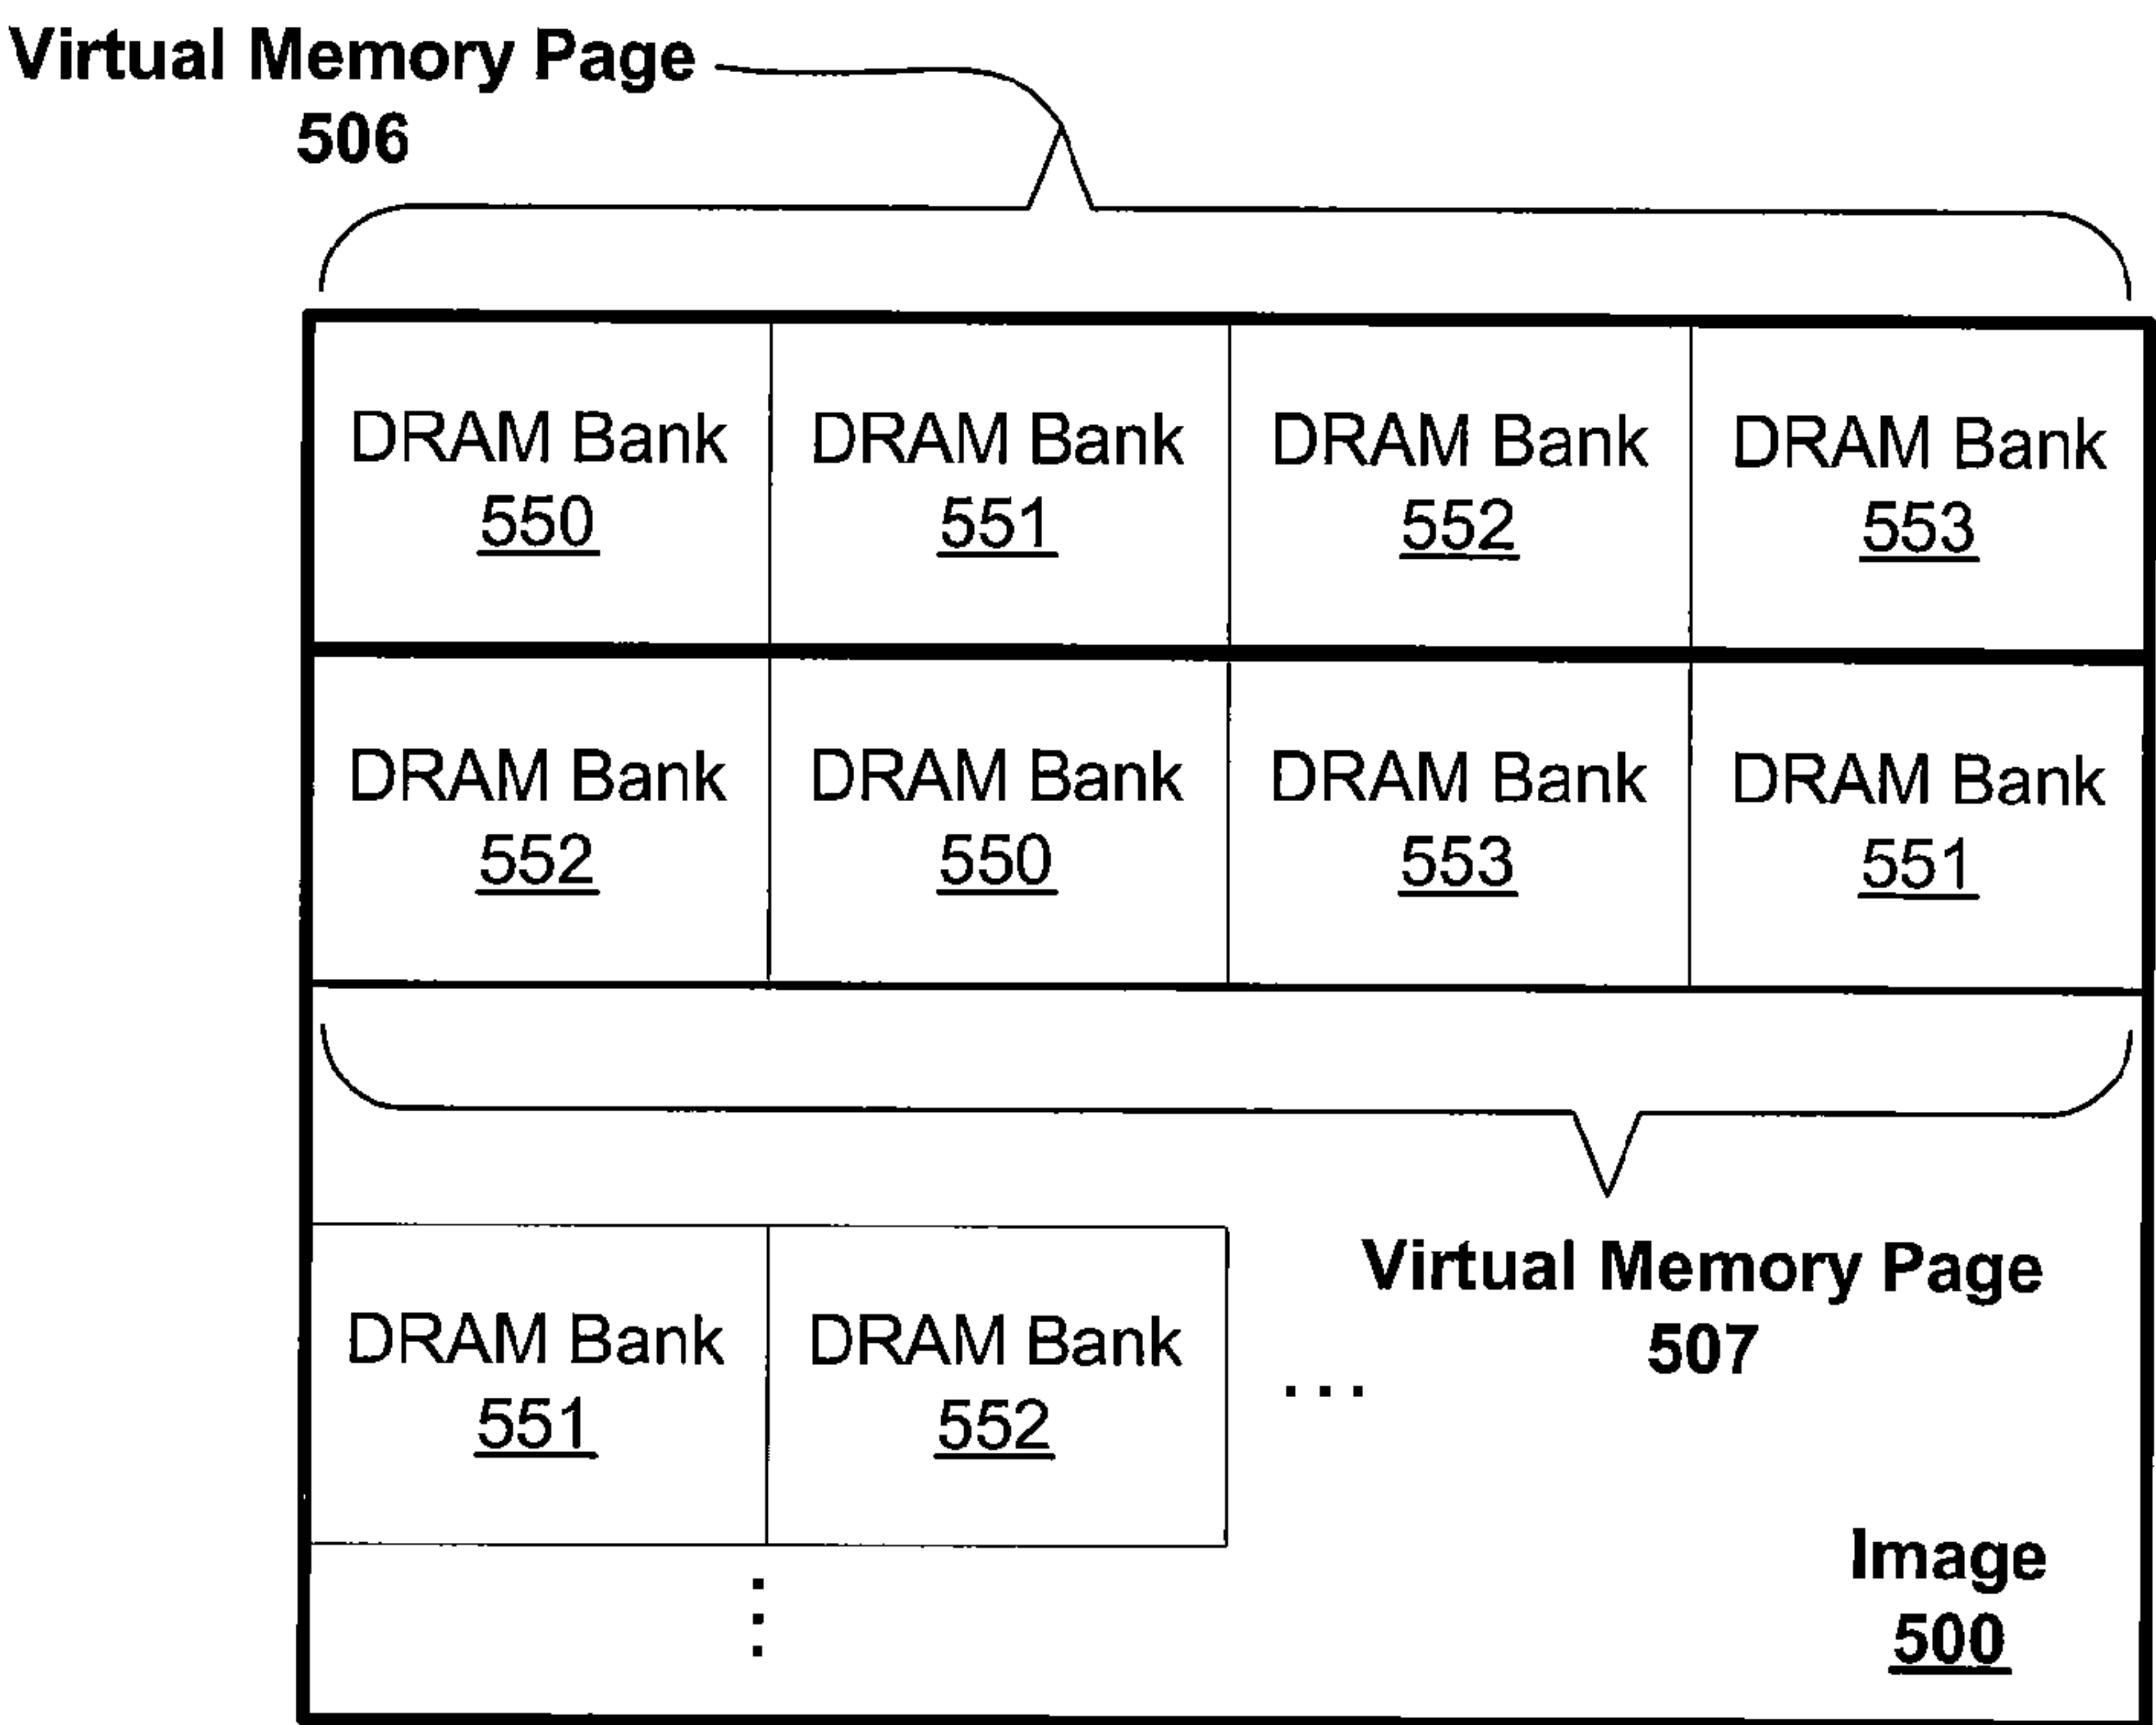 Virtual Memory Page
506
DRAM Bank DRAM Bank DRAM Bank DRAM Bank
550 551 552 553
DRAM Bank DRAM Bank DRAM Bank DRAM Bank
552 550 553 551
Virtual Memory Page
507
DRAM Bank DRAM Bank
551 552
...
Image
500